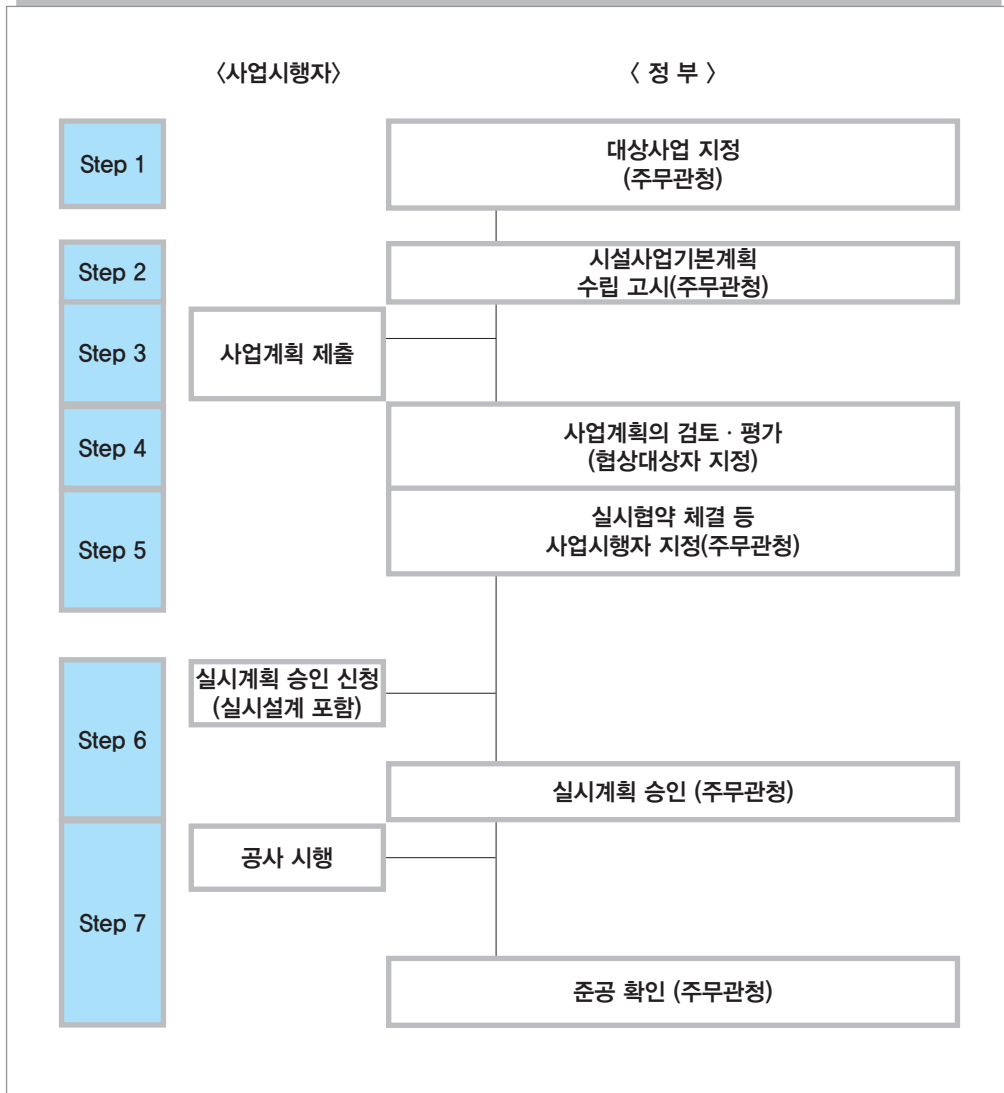 〈사업시행자〉
〈 정 부 〉
Step 1
대상사업 지정
(주무관청)
Step 2
시설사업기본계획
수립 고시(주무관청)
Step 3
사업계획 제출
Step 4
사업계획의 검토 · 평가
(협상대상자 지정)
Step 5
실시협약 체결 등
사업시행자 지정(주무관청)
Step 6
실시계획 승인 신청
(실시설계 포함)
실시계획 승인 (주무관청)
Step 7
공사 시행
준공 확인 (주무관청)